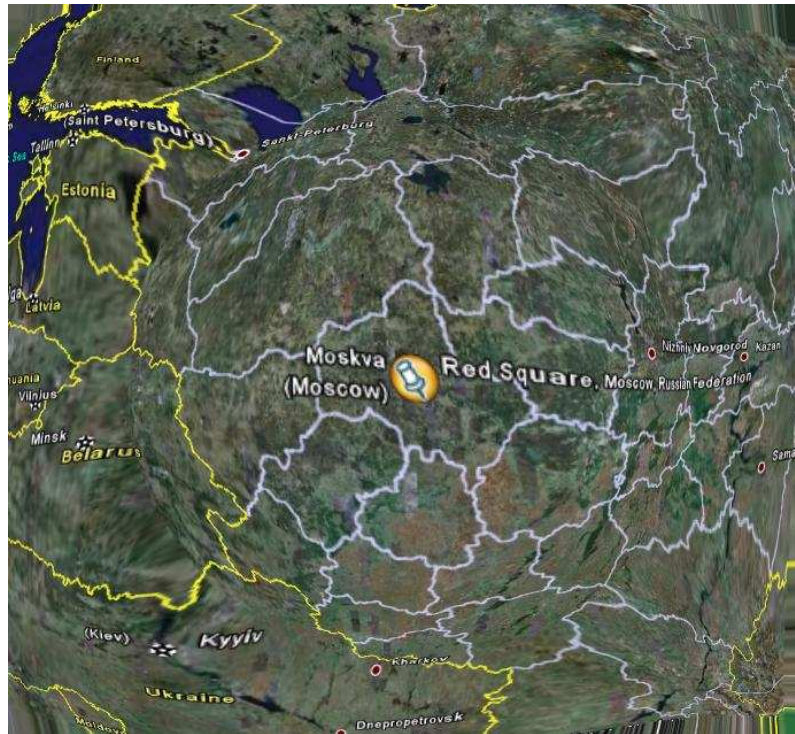 Finland
(Saint Petersburg)
Sankt-Peterburg
Tallinn
Estonia
Latvia
Moskva
(Moscow)
Red Square, Moscow, Russian Federation
Nizhniy Novgorod
Kazan
Vilnius
Minsk
Belarus
(Kiev)
Kyyiv
Kharkov
Ukraine
Dnepropetrovsk